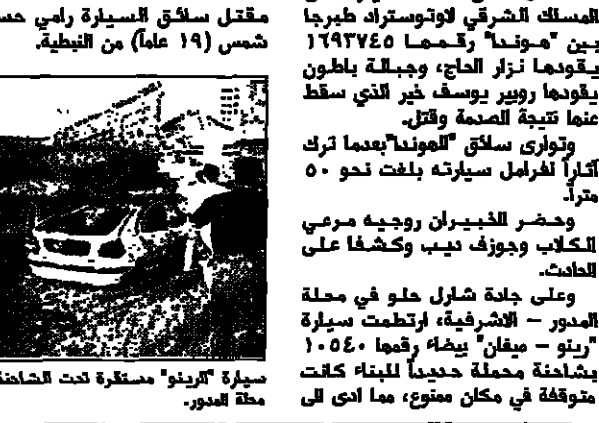 المسلك الشرقي لاوتوستراد طبرجا
بين "هوندا" رقمها ١٦٩٣٧٤٥
يقودها نزار الحاج، وجبالة باطون
يقودها روبير يوسف خير الذي سقط
عنها نتيجة الصدمة وقتل.
وتوارى سائق "الهوندا" بعدما ترك
آثاراً لفرامل سيارته بلغت نحو ٥٠
متراً.
وحضر الخبيران روجيه مرعي
الكلاب وجوزف ديب وكشفا على
الحادث.
وعلى جادة شارل حلو في محلة
المدور – الاشرفية، ارتطمت سيارة
"رينو – ميغان" بيضاء رقمها ١٠٥٤٠
بشاحنة محملة حديداً للبناء كانت
متوقفة في مكان ممنوع، مما ادى الى
مقتل سائق السيارة رامي
شمس (١٩ عاماً) من النبطية.
سيارة "الرينو" مستقرة تحت الشاحنة
محلة المدور.